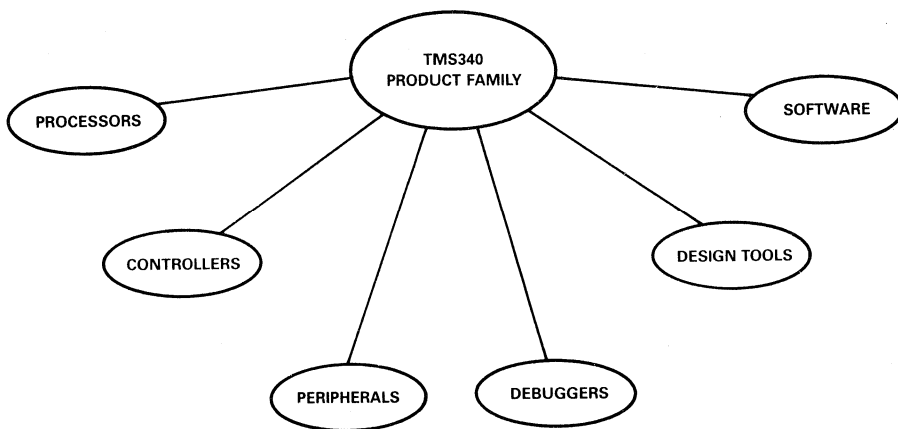 TMS340
PRODUCT FAMILY
PROCESSORS
SOFTWARE
CONTROLLERS
DESIGN TOOLS
PERIPHERALS
DEBUGGERS